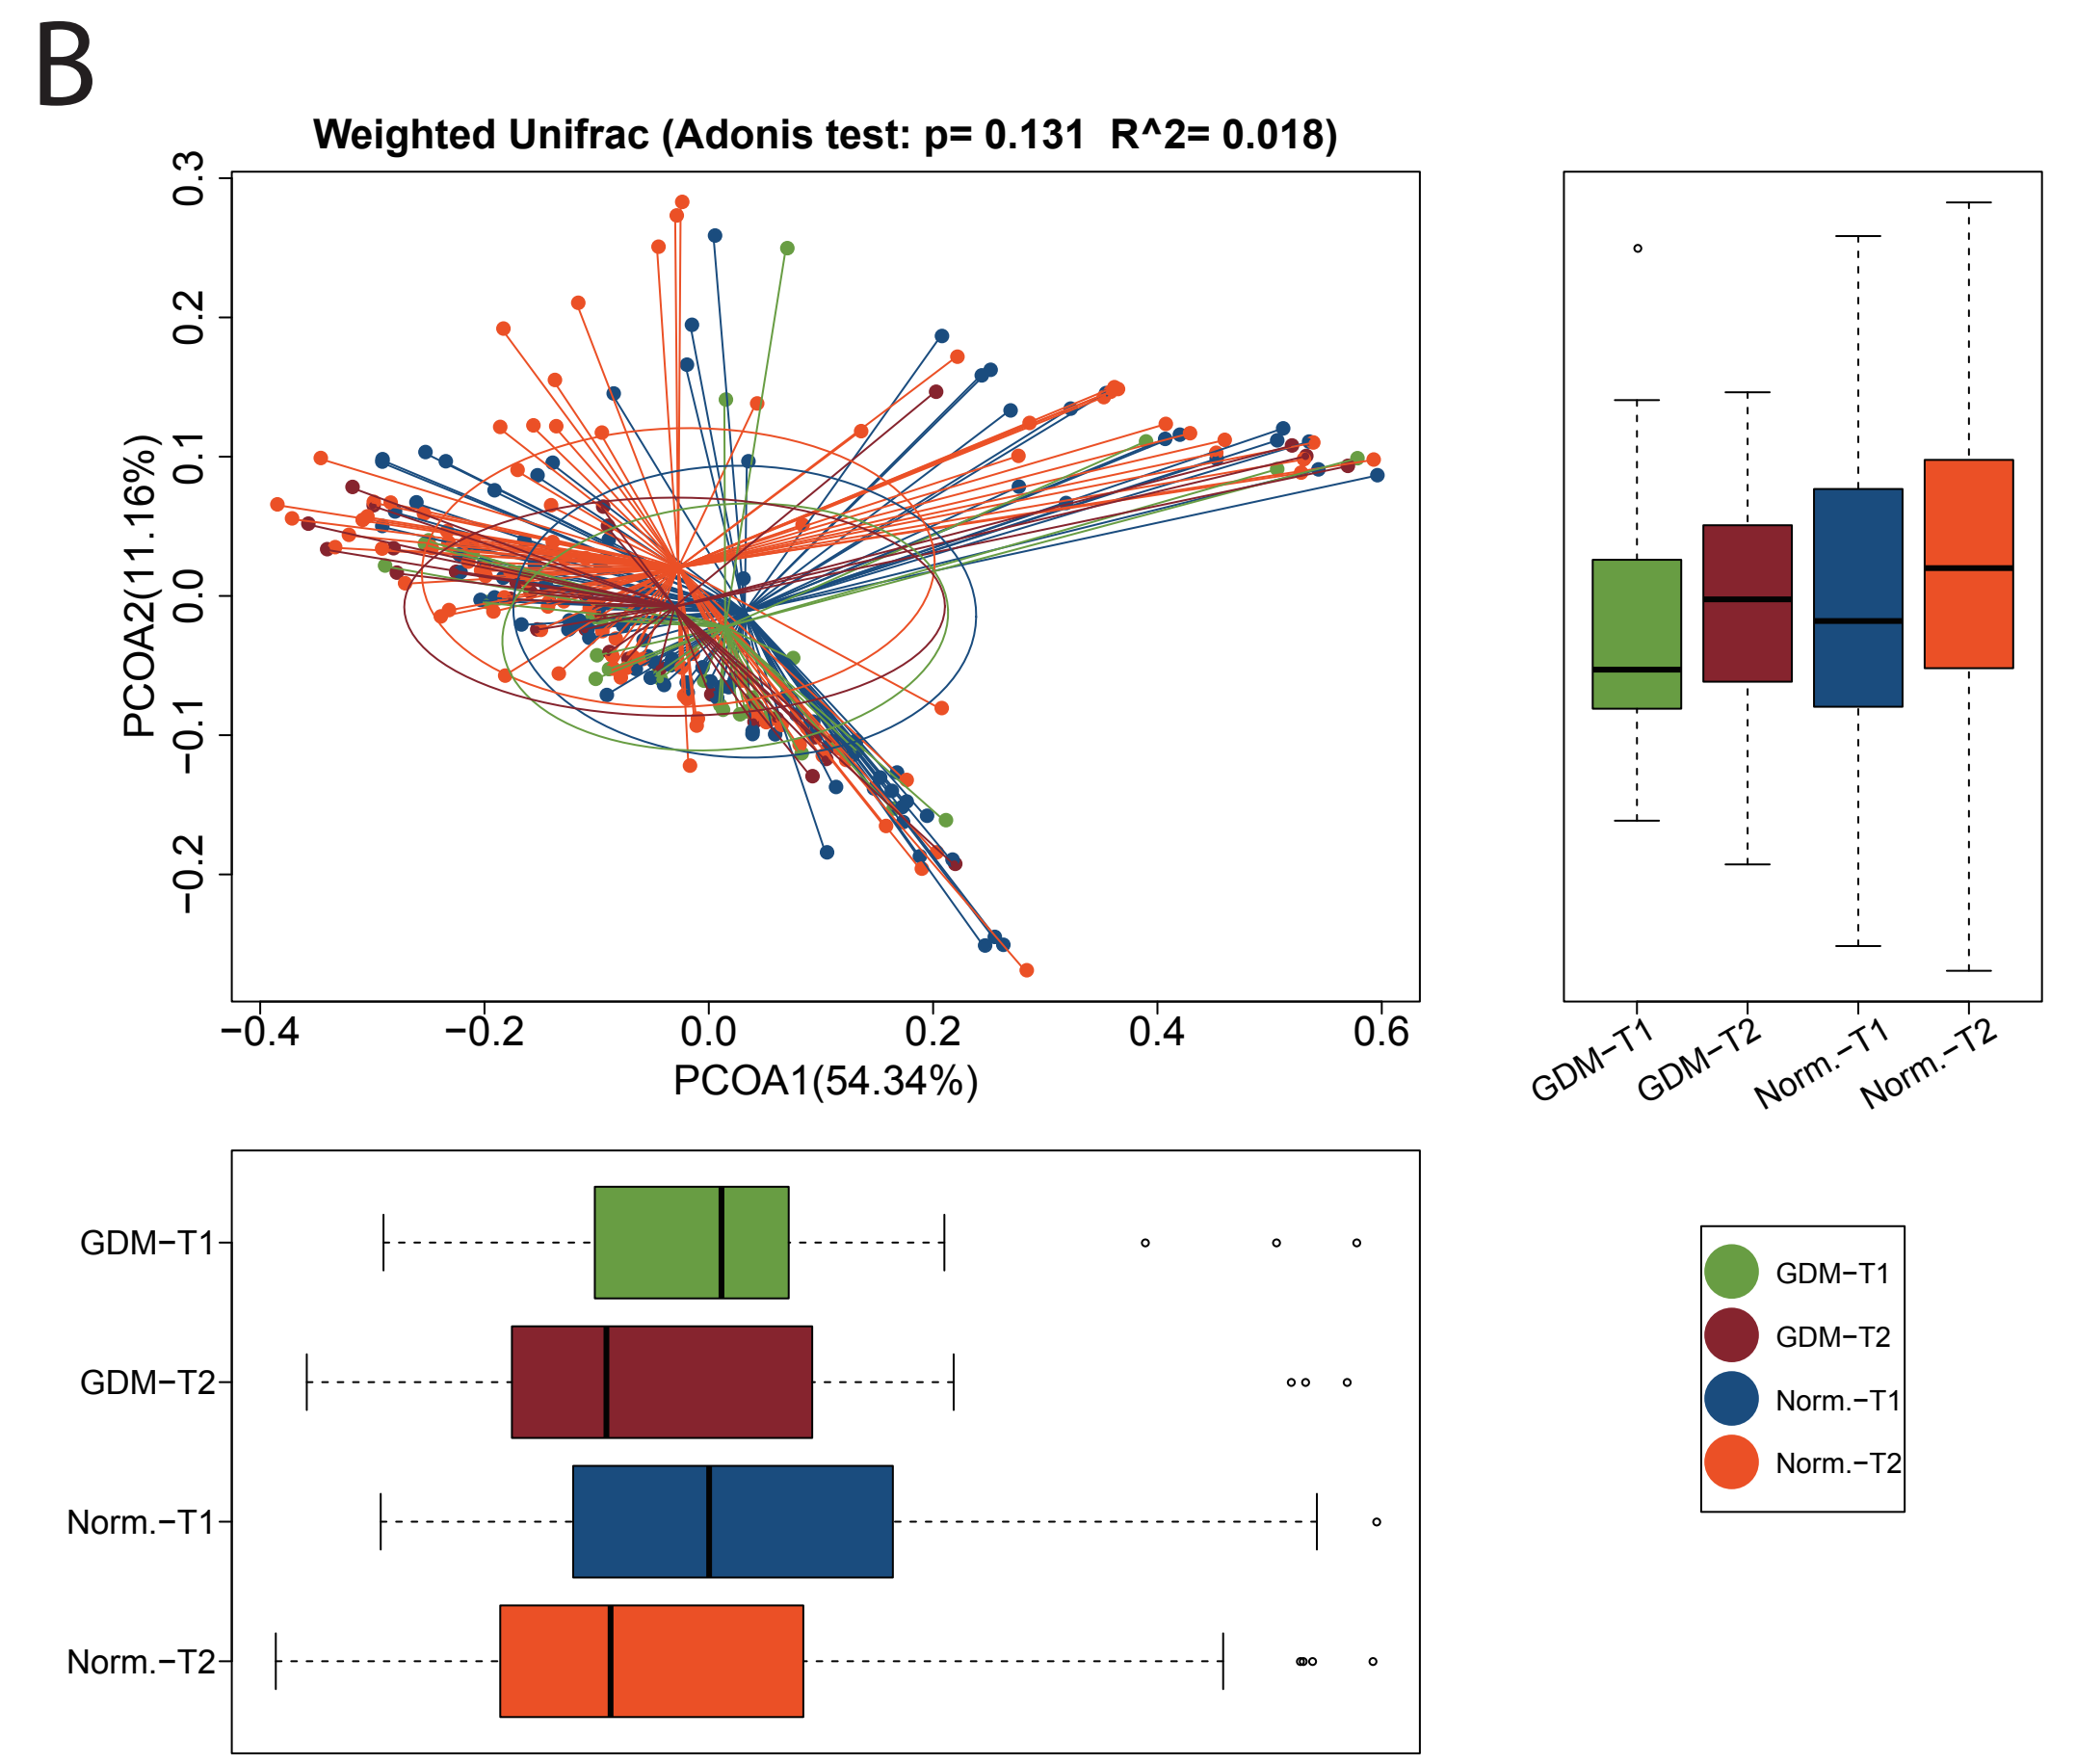 B
Weighted Unifrac (Adonis test: p= 0.131 R^2= 0.018)
PCOA2(11.16%)
0.3
0.2
0.1
0.0
−0.1
−0.2
−0.4 −0.2 0.0 0.2 0.4 0.6
PCOA1(54.34%)
GDM−T1 GDM−T2 Norm.−T1 Norm.−T2
GDM−T1
GDM−T2
Norm.−T1
Norm.−T2
GDM−T1
GDM−T2
Norm.−T1
Norm.−T2